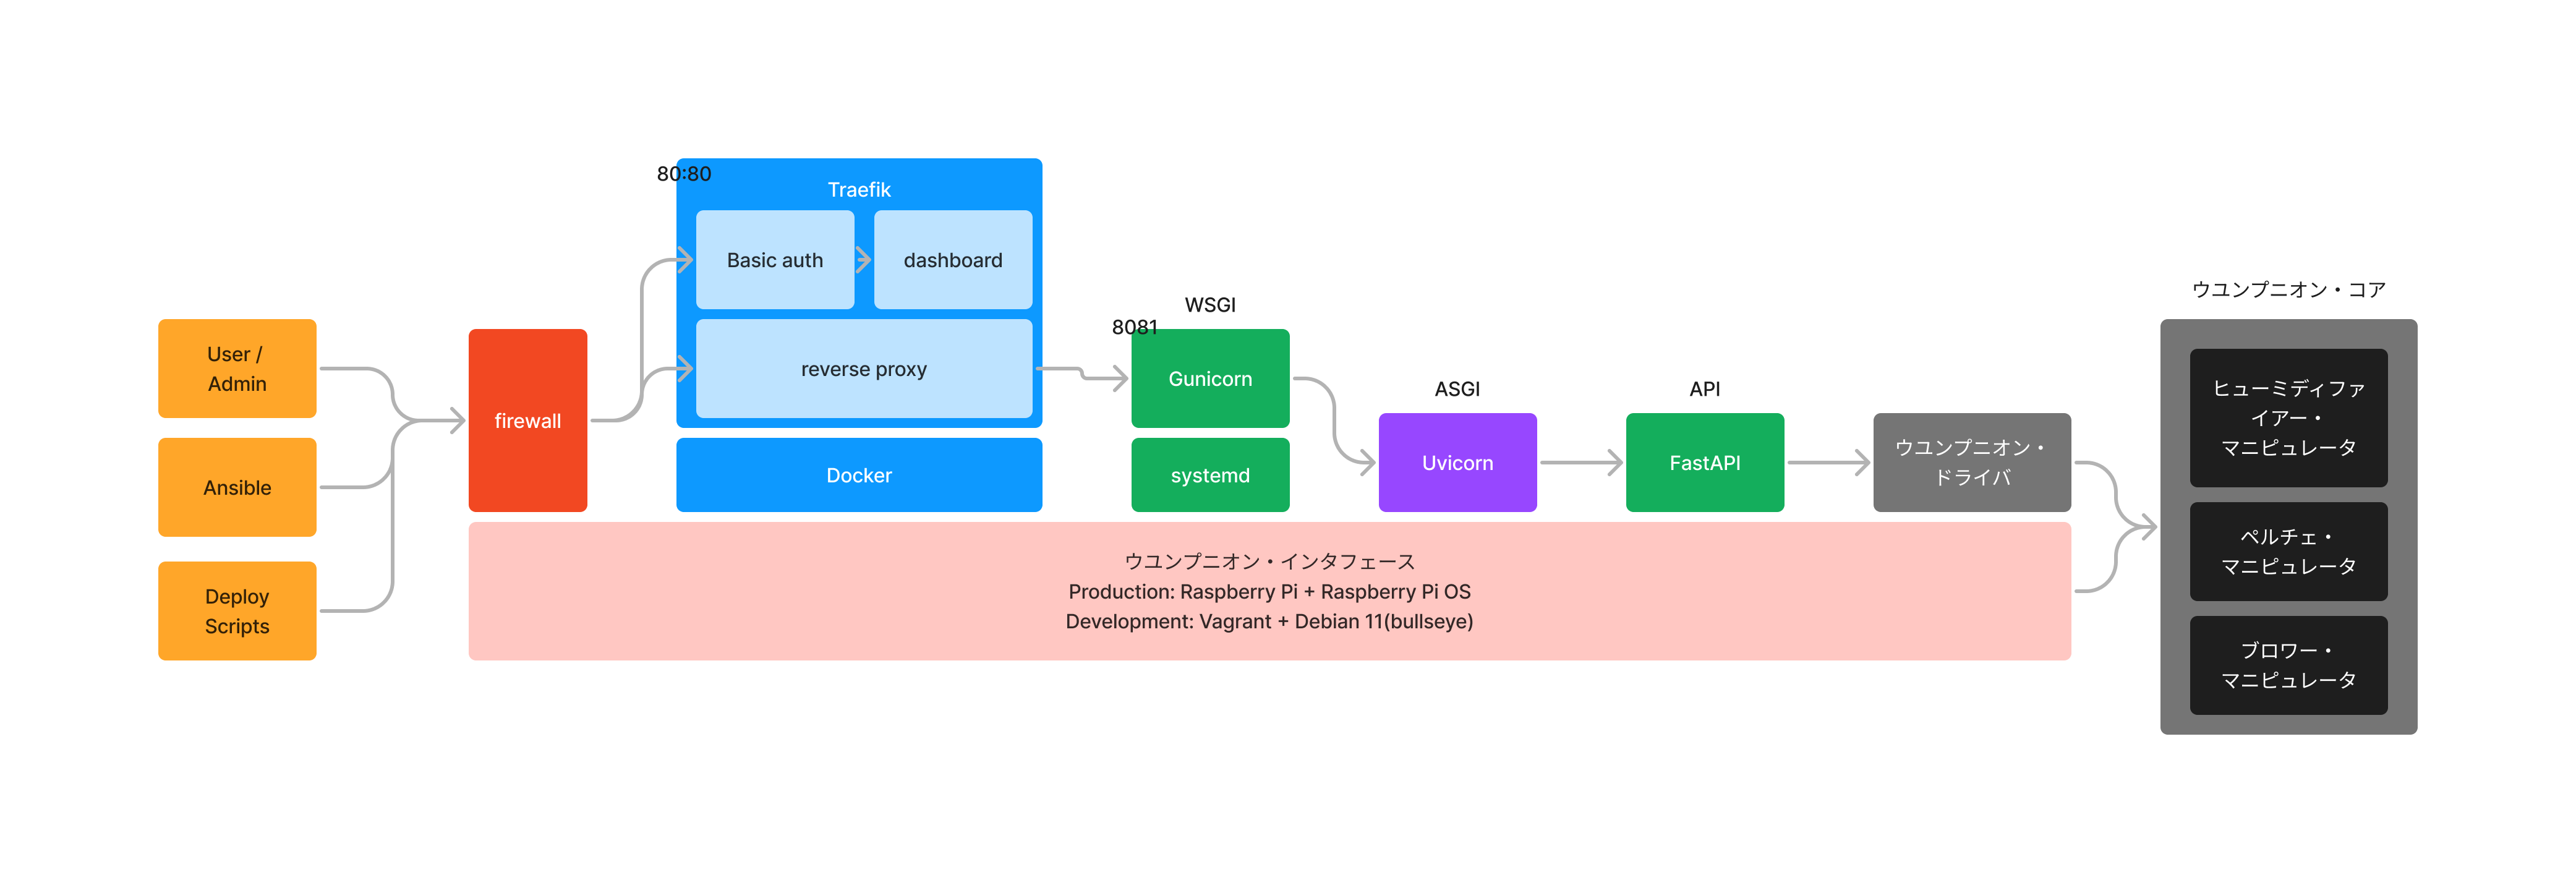 User /
Admin
Ansible
Deploy
Scripts
firewall
80:80
Traefik
Basic auth
dashboard
reverse proxy
Docker
WSGI
8081
Gunicorn
systemd
ASGI
Uvicorn
API
FastAPI
ウユンプニオン・
ドライバ
ウユンプニオン・インタフェース
Production: Raspberry Pi + Raspberry Pi OS
Development: Vagrant + Debian 11(bullseye)
ウユンプニオン・コア
ヒューミディファ
イアー・
マニピュレータ
ペルチェ・
マニピュレータ
ブロワー・
マニピュレータ